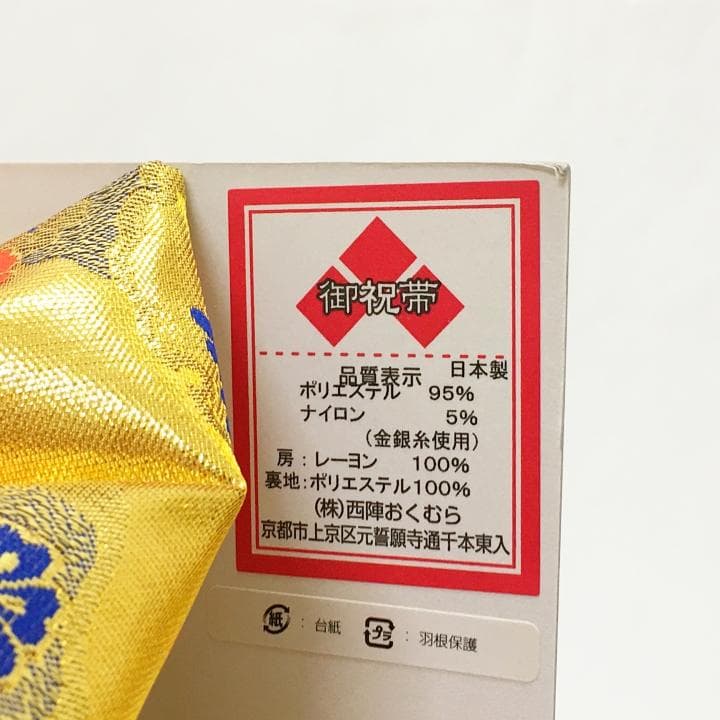 御祝帯
品質表示 日本製
ポリエステル 95%
ナイロン 5%
(金銀糸使用)
房：レーヨン 100%
裏地：ポリエステル100%
(株)西陣おくむら
京都市上京区元誓願寺通千本東入
紙：台紙 プラ：羽根保護